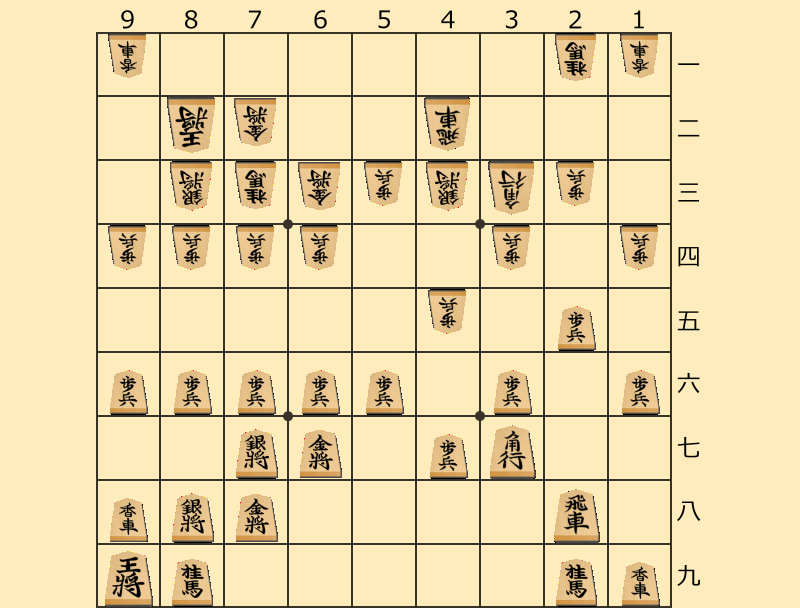 9 8 7 6 5 4 3 2 1
香車 桂馬 香車 一
王将 金将 飛車 二
銀将 桂馬 金将 歩兵 銀将 角行 歩兵 三
歩兵 歩兵 歩兵 歩兵 歩兵 歩兵 四
歩兵 歩兵 五
歩兵 歩兵 歩兵 歩兵 歩兵 歩兵 歩兵 六
銀将 金将 歩兵 角行 七
香車 銀将 金将 飛車 八
王将 桂馬 桂馬 香車 九